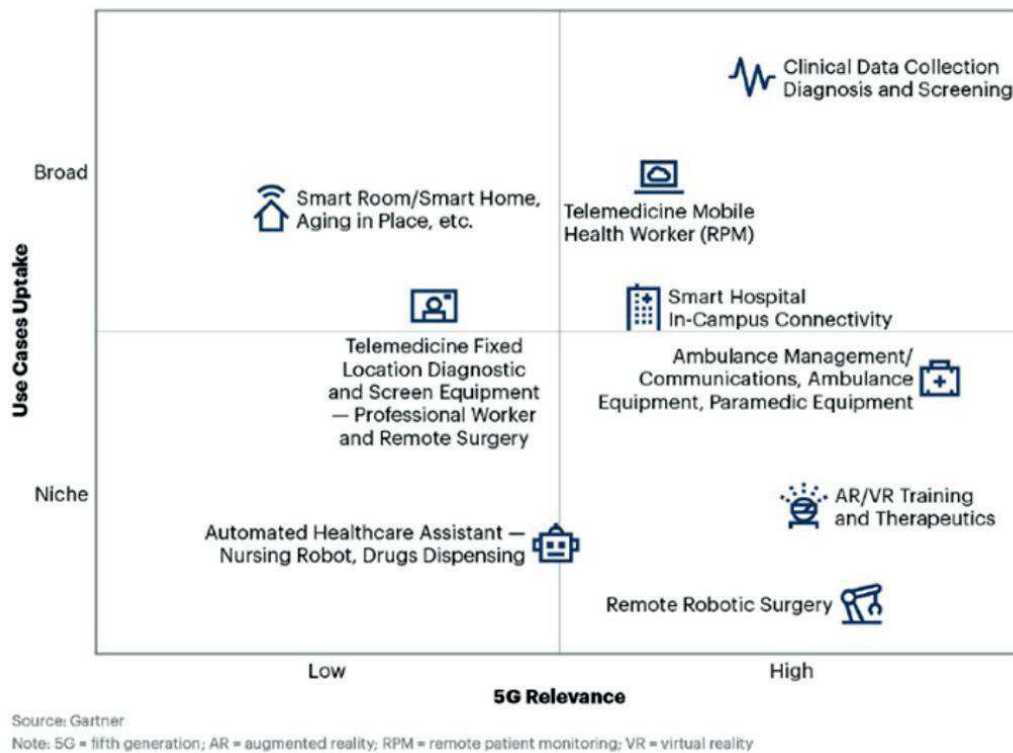 Clinical Data Collection
Diagnosis and Screening
Broad
Smart Room/Smart Home,
Aging in Place, etc.
Telemedicine Mobile
Health Worker (RPM)
Use Cases Uptake
Smart Hospital
In-Campus Connectivity
Telemedicine Fixed
Location Diagnostic
and Screen Equipment
— Professional Worker
and Remote Surgery
Ambulance Management/
Communications, Ambulance
Equipment, Paramedic Equipment
Niche
AR/VR Training
and Therapeutics
Automated Healthcare Assistant —
Nursing Robot, Drugs Dispensing
Remote Robotic Surgery
Low
High
5G Relevance
Source: Gartner
Note: 5G = fifth generation; AR = augmented reality; RPM = remote patient monitoring; VR = virtual reality